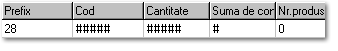 Prefix Cod Cantitate Suma de cor Nr.produs
28 ##### ##### # 0